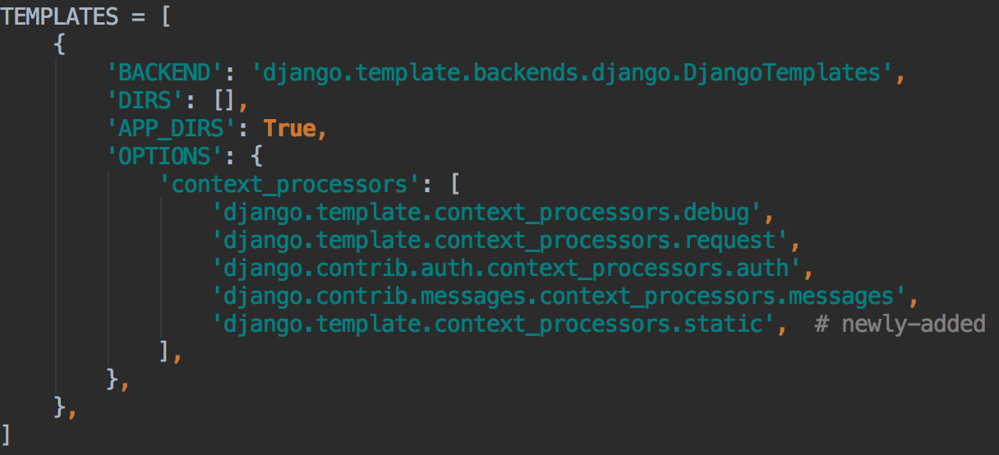 TEMPLATES = [
    {
        'BACKEND': 'django.template.backends.django.DjangoTemplates',
        'DIRS': [],
        'APP_DIRS': True,
        'OPTIONS': {
            'context_processors': [
                'django.template.context_processors.debug',
                'django.template.context_processors.request',
                'django.contrib.auth.context_processors.auth',
                'django.contrib.messages.context_processors.messages',
                'django.template.context_processors.static',  # newly-added
            ],
        },
    },
]